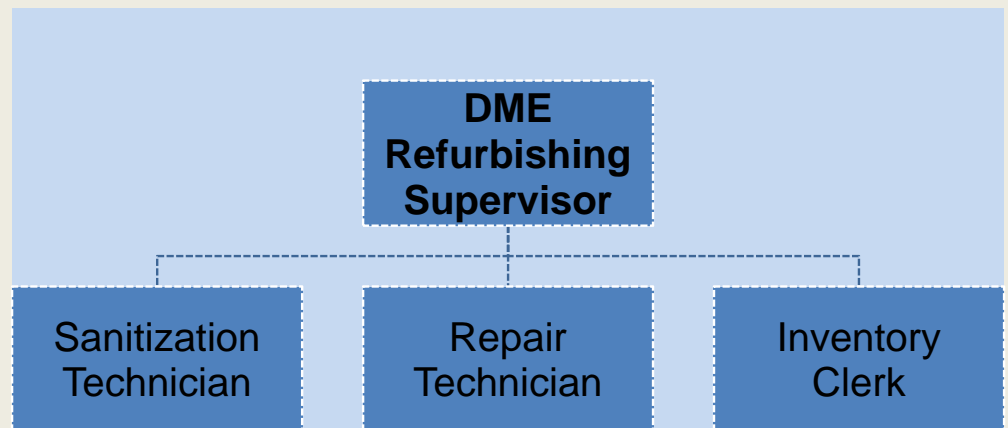 DME
Refurbishing
Supervisor
Sanitization
Technician
Repair
Technician
Inventory
Clerk